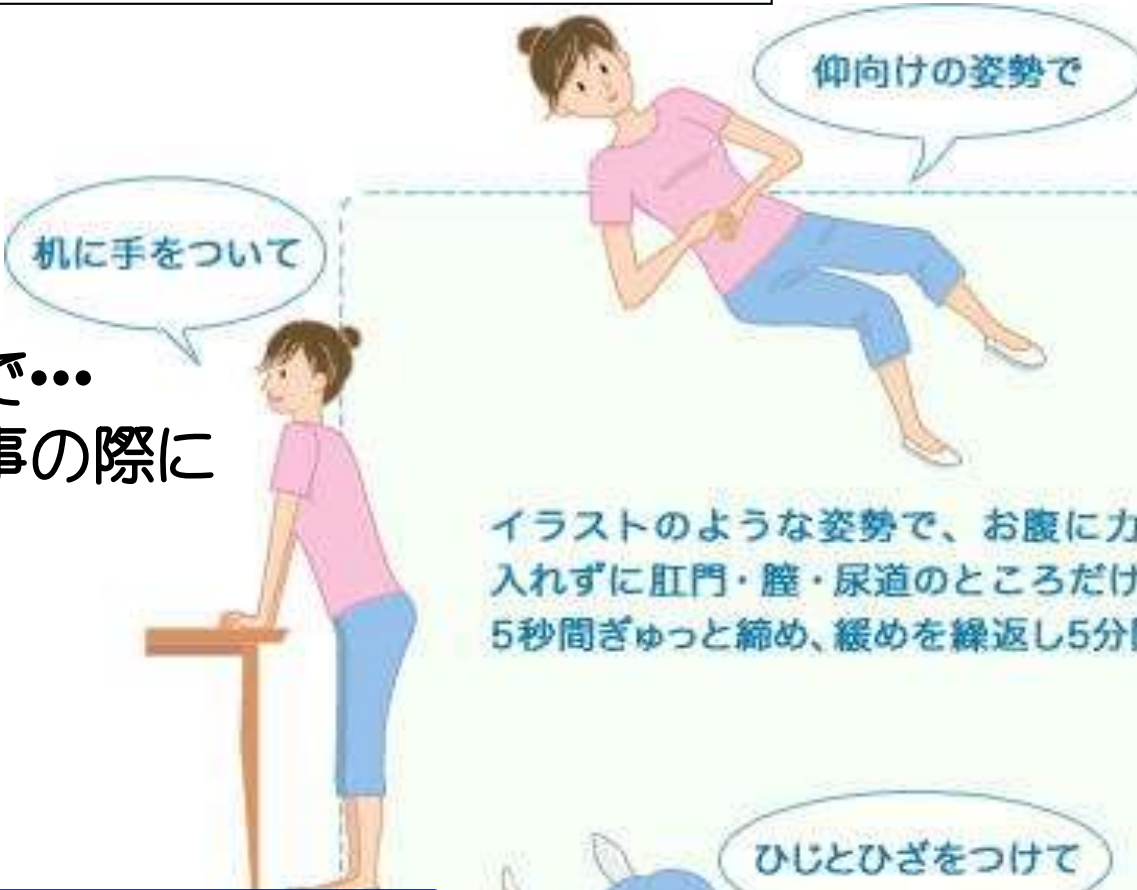 仰向けの姿勢で
机に手をついて
で・・・
事の際に
イラストのような姿勢で、お腹に力
入れずに肛門・膣・尿道のところだけ
5秒間ぎゅっと締め、緩めを繰返し5分
ひじとひざをつけて